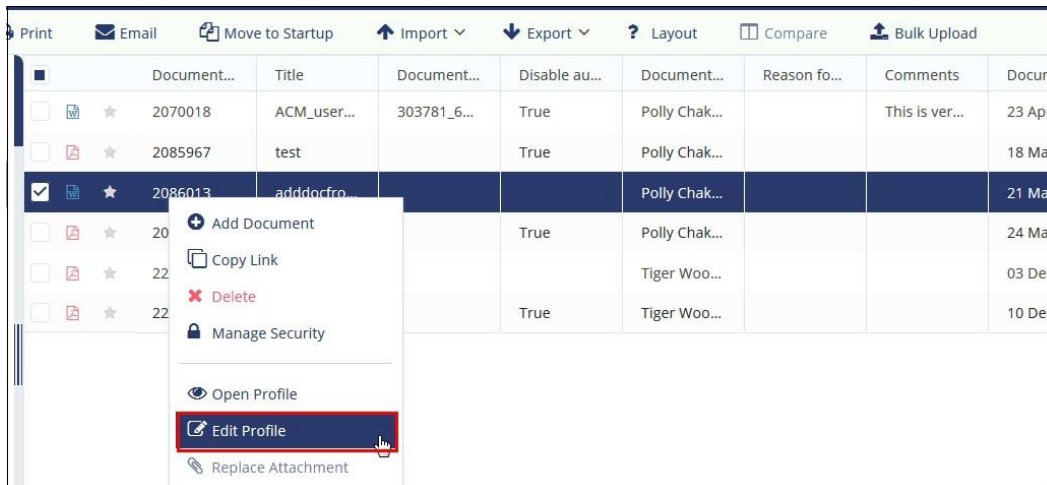 Print Email Move to Startup Import Export ? Layout Compare Bulk Upload
Document... Title Document... Disable au... Document... Reason fo... Comments Docur
2070018 ACM_user... 303781_6... True Polly Chak... This is ver... 23 Ap
2085967 test True Polly Chak... 18 Ma
2086013 adddocfro... Polly Chak... 21 Ma
20 True Polly Chak... 24 Ma
22 Tiger Woo... 03 De
22 True Tiger Woo... 10 De
Add Document
Copy Link
Delete
Manage Security
Open Profile
Edit Profile
Replace Attachment